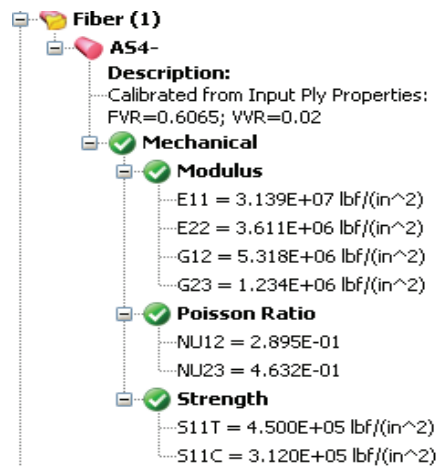 Fiber (1)
AS4-
Description:
Calibrated from Input Ply Properties:
FVR=0.6065; VVR=0.02
Mechanical
Modulus
E11 = 3.139E+07 lbf/(in^2)
E22 = 3.611E+06 lbf/(in^2)
G12 = 5.318E+06 lbf/(in^2)
G23 = 1.234E+06 lbf/(in^2)
Poisson Ratio
NU12 = 2.895E-01
NU23 = 4.632E-01
Strength
S11T = 4.500E+05 lbf/(in^2)
S11C = 3.120E+05 lbf/(in^2)